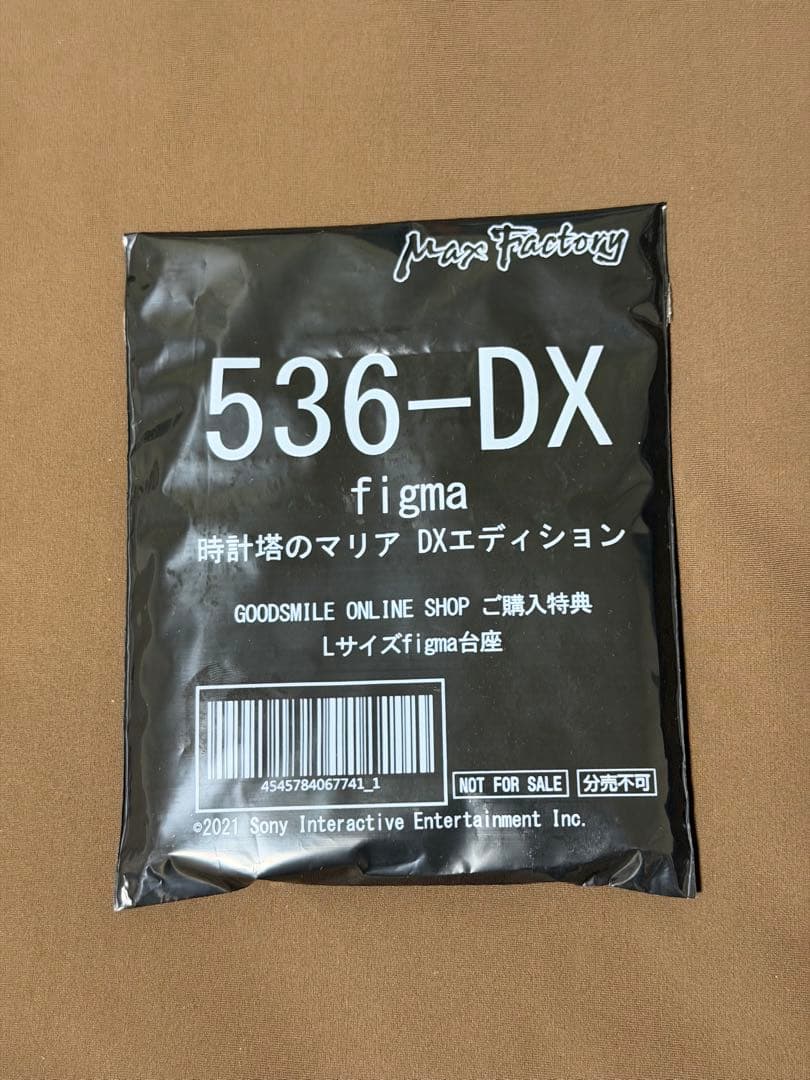 Max Factory
536-DX
figma
時計塔のマリア DXエディション
GOODSMILE ONLINE SHOP ご購入特典
Lサイズfigma台座
4545784067741_1
NOT FOR SALE 分売不可
©2021 Sony Interactive Entertainment Inc.